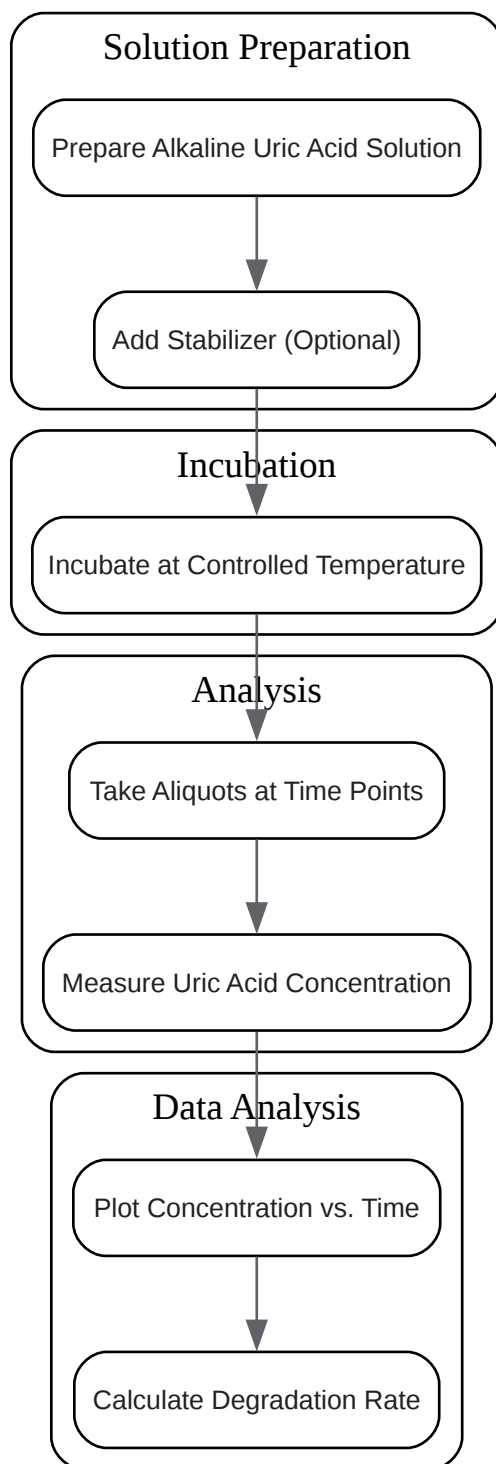 Solution Preparation
Prepare Alkaline Uric Acid Solution
Add Stabilizer (Optional)
Incubation
Incubate at Controlled Temperature
Analysis
Take Aliquots at Time Points
Measure Uric Acid Concentration
Data Analysis
Plot Concentration vs. Time
Calculate Degradation Rate